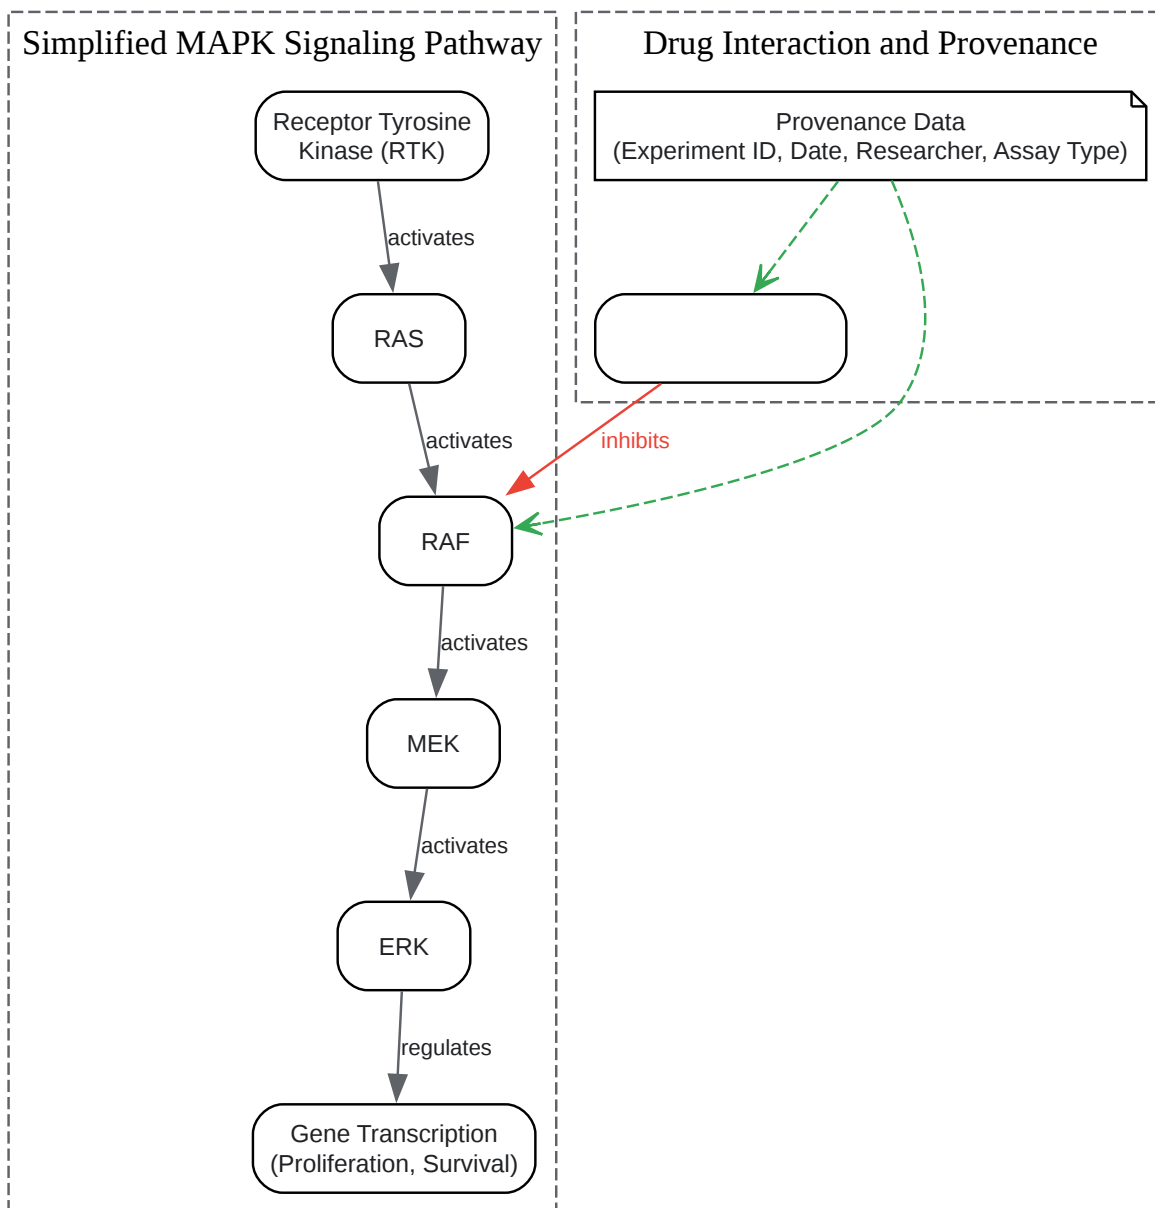 Simplified MAPK Signaling Pathway
Drug Interaction and Provenance
Receptor Tyrosine
Kinase (RTK)
Provenance Data
(Experiment ID, Date, Researcher, Assay Type)
activates
RAS
activates
inhibits
RAF
activates
MEK
activates
ERK
regulates
Gene Transcription
(Proliferation, Survival)